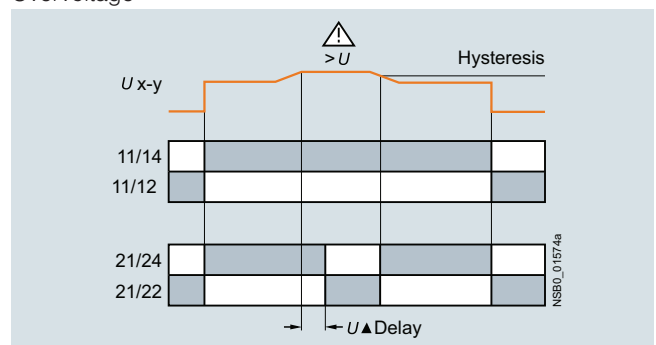 Overvoltage
> U
Hysteresis
U x-y
11/14
11/12
21/24
21/22
NSB0_01574a
U▲Delay